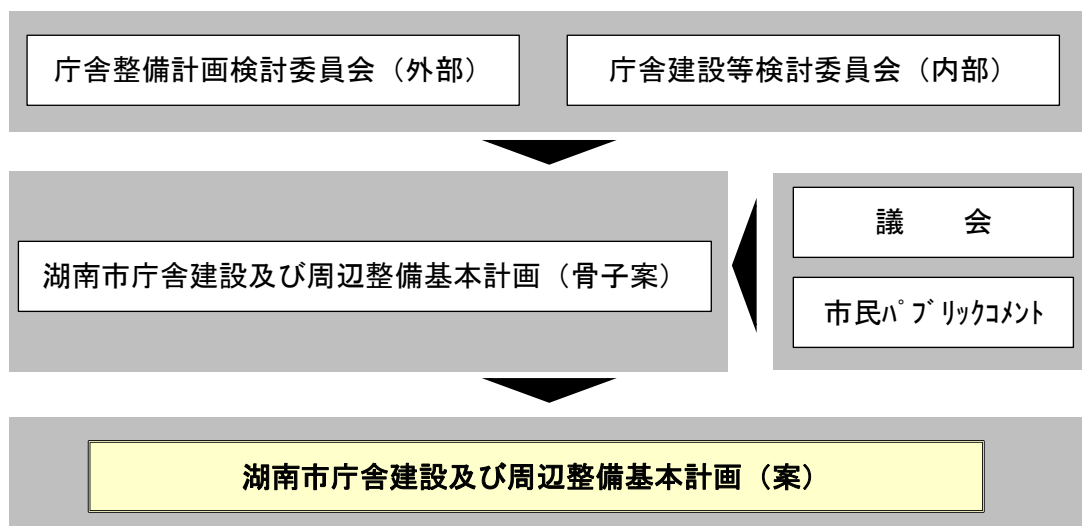 庁舎整備計画検討委員会（外部）
庁舎建設等検討委員会（内部）
湖南市庁舎建設及び周辺整備基本計画（骨子案）
議　会
市民ﾊﾟﾌﾞﾘｯｸｺﾒﾝﾄ
湖南市庁舎建設及び周辺整備基本計画（案）